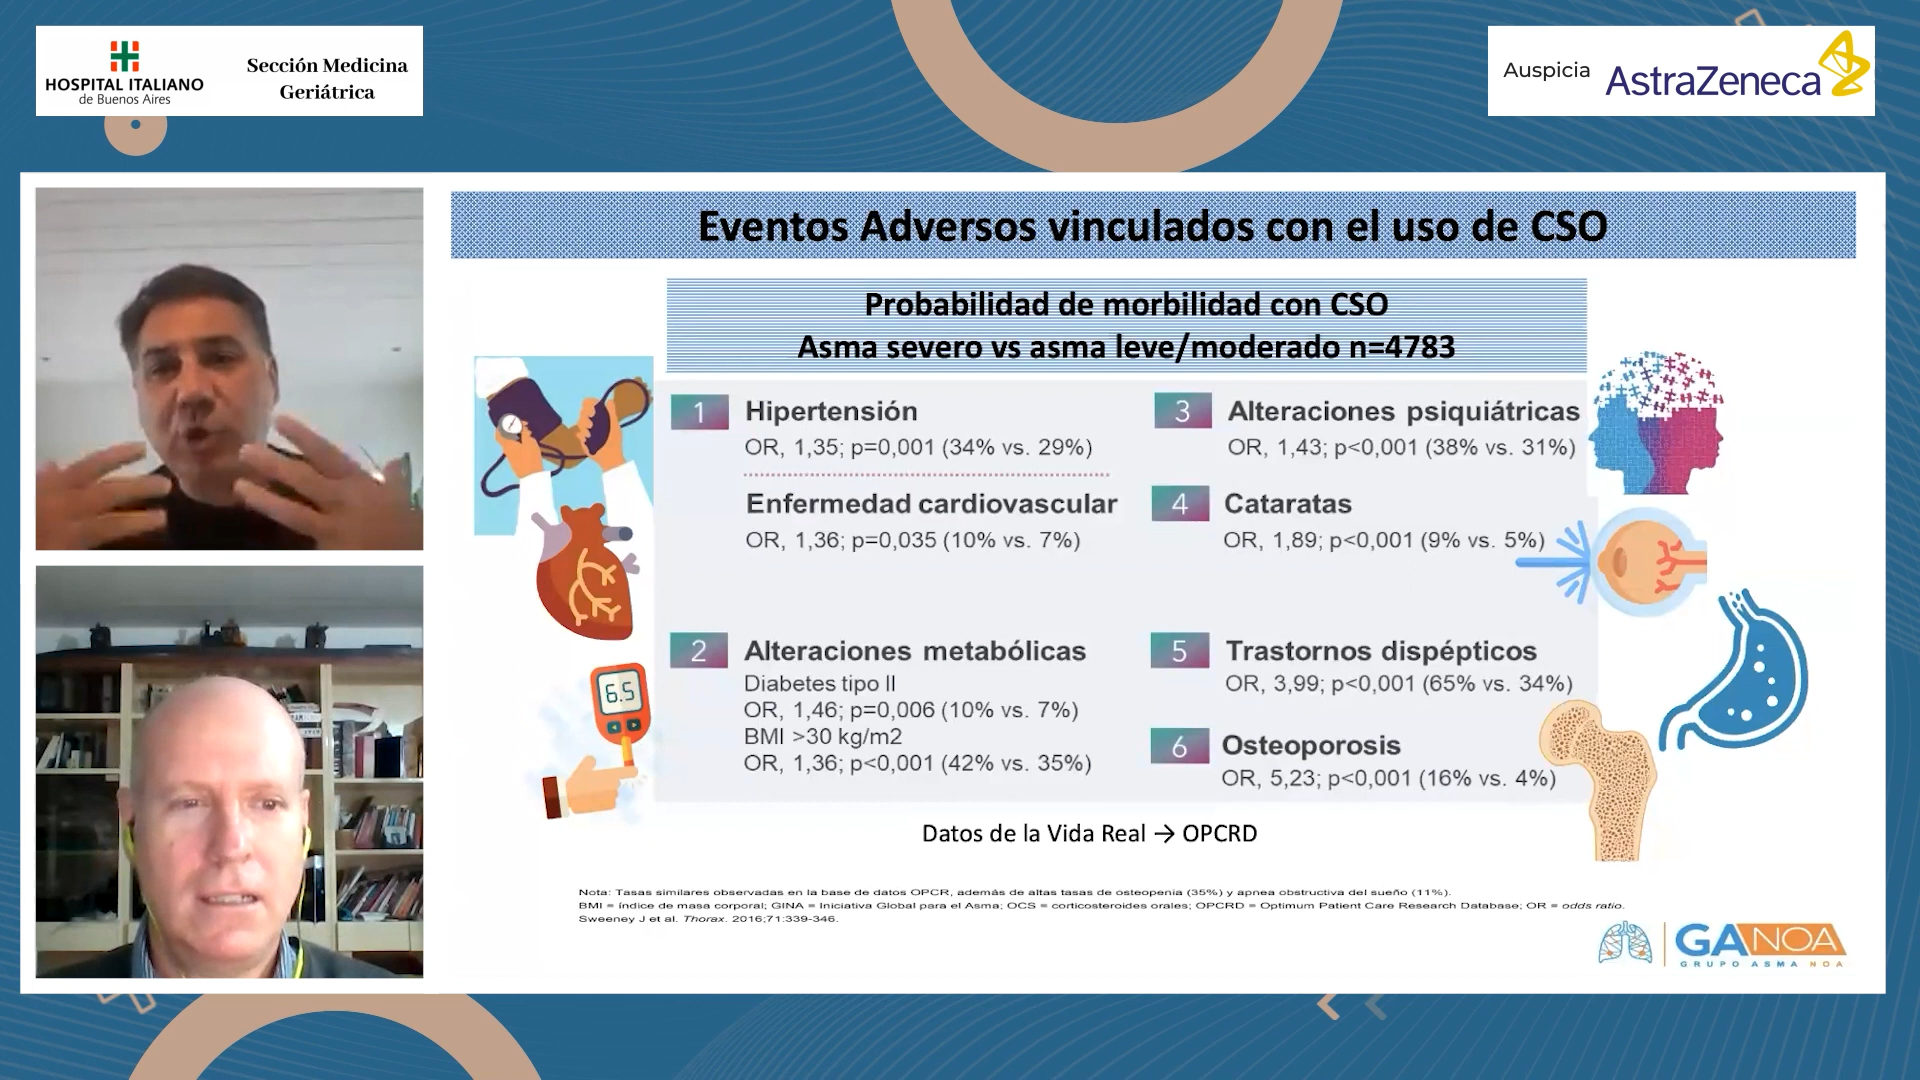 HOSPITAL ITALIANO
de Buenos Aires
Sección Medicina
Geriátrica
Auspicia
AstraZeneca
Eventos Adversos vinculados con el uso de CSO
Probabilidad de morbilidad con CSO
Asma severo vs asma leve/moderado n=4783
1 Hipertensión
OR, 1,35; p=0,001 (34% vs. 29%)
Enfermedad cardiovascular
OR, 1,36; p=0,035 (10% vs. 7%)
2 Alteraciones metabólicas
Diabetes tipo II
OR, 1,46; p=0,006 (10% vs. 7%)
BMI >30 kg/m2
OR, 1,36; p<0,001 (42% vs. 35%)
6.5
3 Alteraciones psiquiátricas
OR, 1,43; p<0,001 (38% vs. 31%)
4 Cataratas
OR, 1,89; p<0,001 (9% vs. 5%)
5 Trastornos dispépticos
OR, 3,99; p<0,001 (65% vs. 34%)
6 Osteoporosis
OR, 5,23; p<0,001 (16% vs. 4%)
Datos de la Vida Real → OPCRD
Nota: Tasas similares observadas en la base de datos OPCR, además de altas tasas de osteopenia (35%) y apnea obstructiva del sueño (11%).
BMI = índice de masa corporal; GINA = Iniciativa Global para el Asma; OCS = corticosteroides orales; OPCRD = Optimum Patient Care Research Database; OR = odds ratio.
Sweeney J et al. Thorax. 2016;71:339-346.
GANOA
GRUPO ASMA NOA